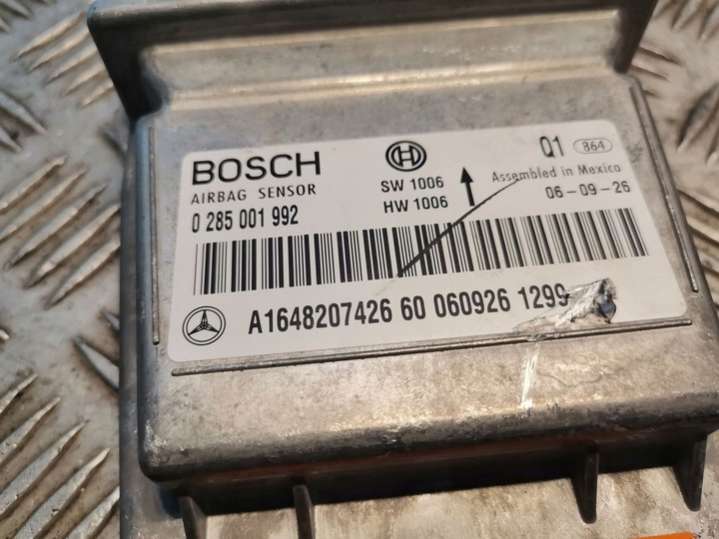 BOSCH
AIRBAG SENSOR
0 285 001 992
SW 1006
HW 1006
Q1 864
Assembled in Mexico
06-09-26
A1648207426 60 060926 1299